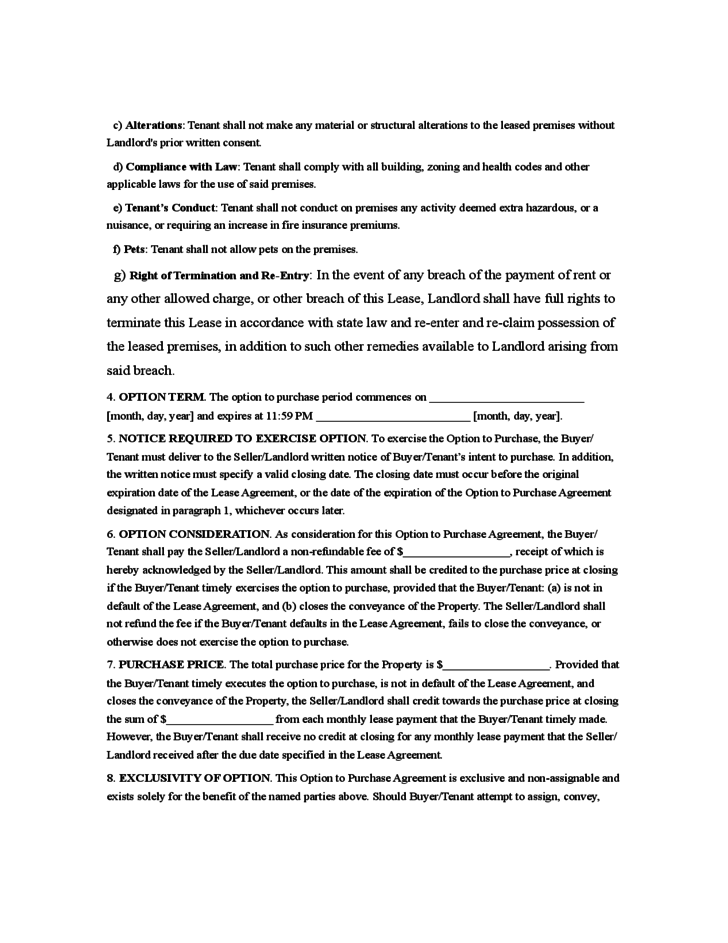 c) Alterations: Tenant shall not make any material or structural alterations to the leased premises without
Landlord's prior written consent.
d) Compliance with Law: Tenant shall comply with all building, zoning and health codes and other
applicable laws for the use of said premises.
e) Tenant’s Conduct: Tenant shall not conduct on premises any activity deemed extra hazardous, or a
nuisance, or requiring an increase in fire insurance premiums.
f) Pets: Tenant shall not allow pets on the premises.
g) Right of Termination and Re-Entry: In the event of any breach of the payment of rent or
any other allowed charge, or other breach of this Lease, Landlord shall have full rights to
terminate this Lease in accordance with state law and re-enter and re-claim possession of
the leased premises, in addition to such other remedies available to Landlord arising from
said breach.
4. OPTION TERM. The option to purchase period commences on ___________________________
[month, day, year] and expires at 11:59 PM ___________________________ [month, day, year].
5. NOTICE REQUIRED TO EXERCISE OPTION. To exercise the Option to Purchase, the Buyer/
Tenant must deliver to the Seller/Landlord written notice of Buyer/Tenant’s intent to purchase. In addition,
the written notice must specify a valid closing date. The closing date must occur before the original
expiration date of the Lease Agreement, or the date of the expiration of the Option to Purchase Agreement
designated in paragraph 1, whichever occurs later.
6. OPTION CONSIDERATION. As consideration for this Option to Purchase Agreement, the Buyer/
Tenant shall pay the Seller/Landlord a non-refundable fee of $___________________, receipt of which is
hereby acknowledged by the Seller/Landlord. This amount shall be credited to the purchase price at closing
if the Buyer/Tenant timely exercises the option to purchase, provided that the Buyer/Tenant: (a) is not in
default of the Lease Agreement, and (b) closes the conveyance of the Property. The Seller/Landlord shall
not refund the fee if the Buyer/Tenant defaults in the Lease Agreement, fails to close the conveyance, or
otherwise does not exercise the option to purchase.
7. PURCHASE PRICE. The total purchase price for the Property is $___________________. Provided that
the Buyer/Tenant timely executes the option to purchase, is not in default of the Lease Agreement, and
closes the conveyance of the Property, the Seller/Landlord shall credit towards the purchase price at closing
the sum of $___________________ from each monthly lease payment that the Buyer/Tenant timely made.
However, the Buyer/Tenant shall receive no credit at closing for any monthly lease payment that the Seller/
Landlord received after the due date specified in the Lease Agreement.
8. EXCLUSIVITY OF OPTION. This Option to Purchase Agreement is exclusive and non-assignable and
exists solely for the benefit of the named parties above. Should Buyer/Tenant attempt to assign, convey,